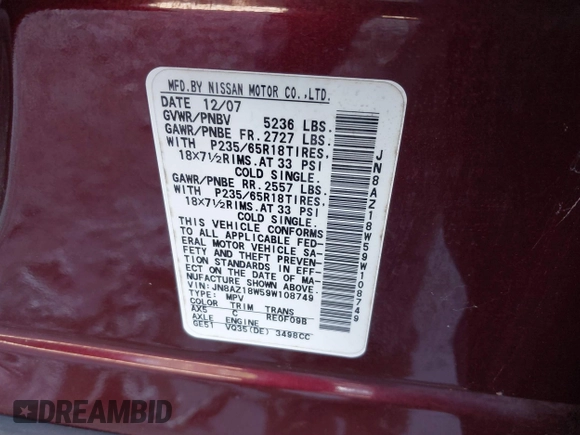 MFD.BY NISSAN MOTOR CO.,LTD.
DATE 12/07
GVWR/PNBV 5236 LBS.
GAWR/PNBE FR. 2727 LBS.
WITH P235/65R18TIRES,
18X7½RIMS.AT 33 PSI
COLD SINGLE.
GAWR/PNBE RR. 2557 LBS.
WITH P235/65R18TIRES,
18X7½RIMS.AT 33 PSI
COLD SINGLE.
THIS VEHICLE CONFORMS
TO ALL APPLICABLE FED-
ERAL MOTOR VEHICLE SA-
FETY AND THEFT PREVENT-
ION STANDARDS IN EFF-
ECT ON THE DATE OF MA-
NUFACTURE SHOWN ABOVE.
VIN: JN8AZ18W59W108749
TYPE: MPV
COLOR TRIM TRANS
AX5 C RE0F09B
AXLE ENGINE
GE51 VQ35(DE) 3498CC
JN8AZ18W59W108749
DREAMBID